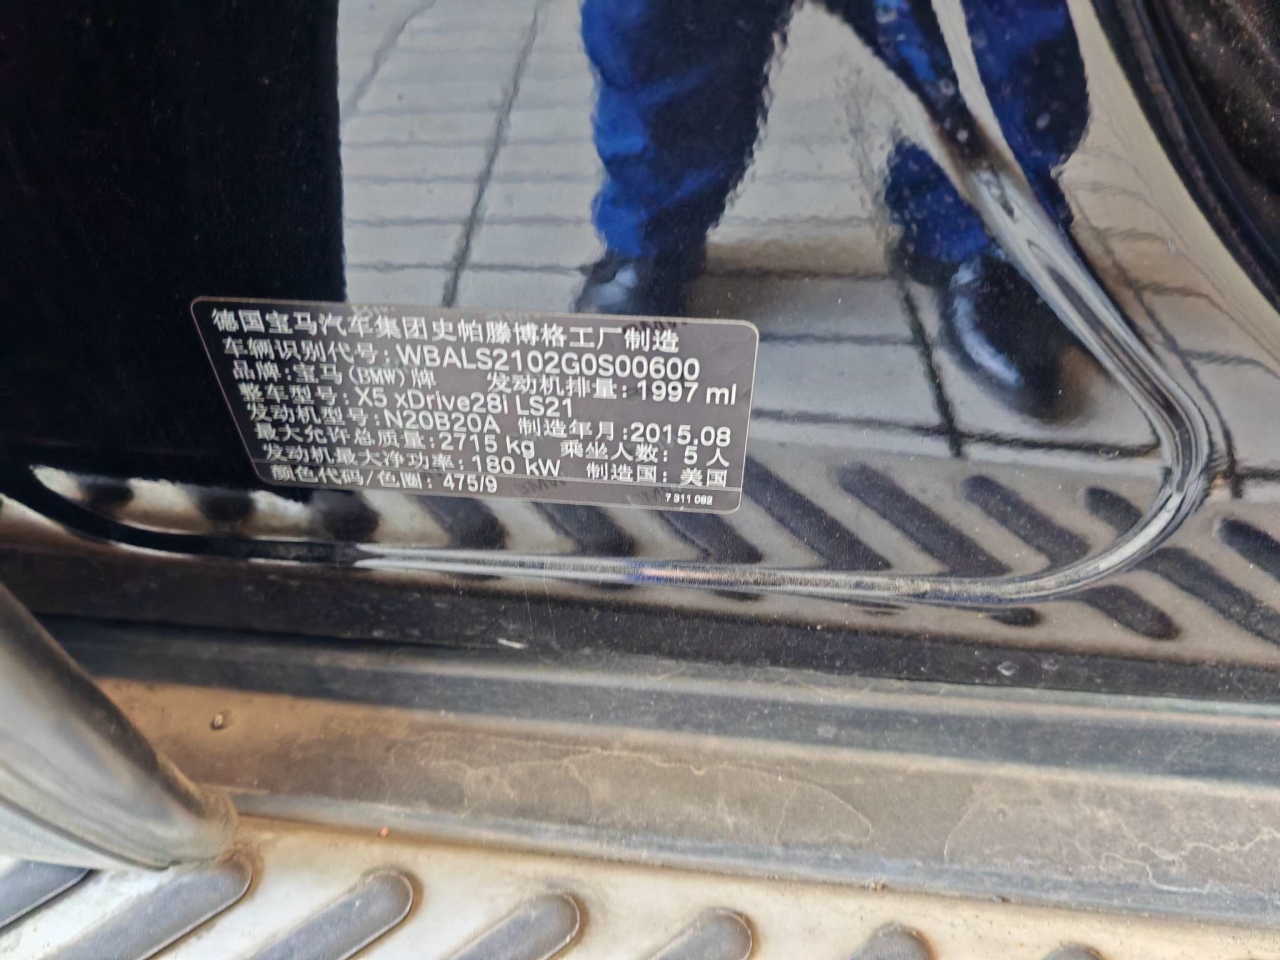 德国宝马汽车集团史帕滕博格工厂制造
车辆识别代号:WBALS2102G0S00600
品牌:宝马(BMW)牌 发动机排量:1997 ml
整车型号:X5 xDrive28i LS21
发动机型号:N20B20A 制造年月:2015.08
最大允许总质量:2715 kg 乘坐人数:5 人
发动机最大净功率:180 kW 制造国:美国
颜色代码/色圈:475/9
7 311 062